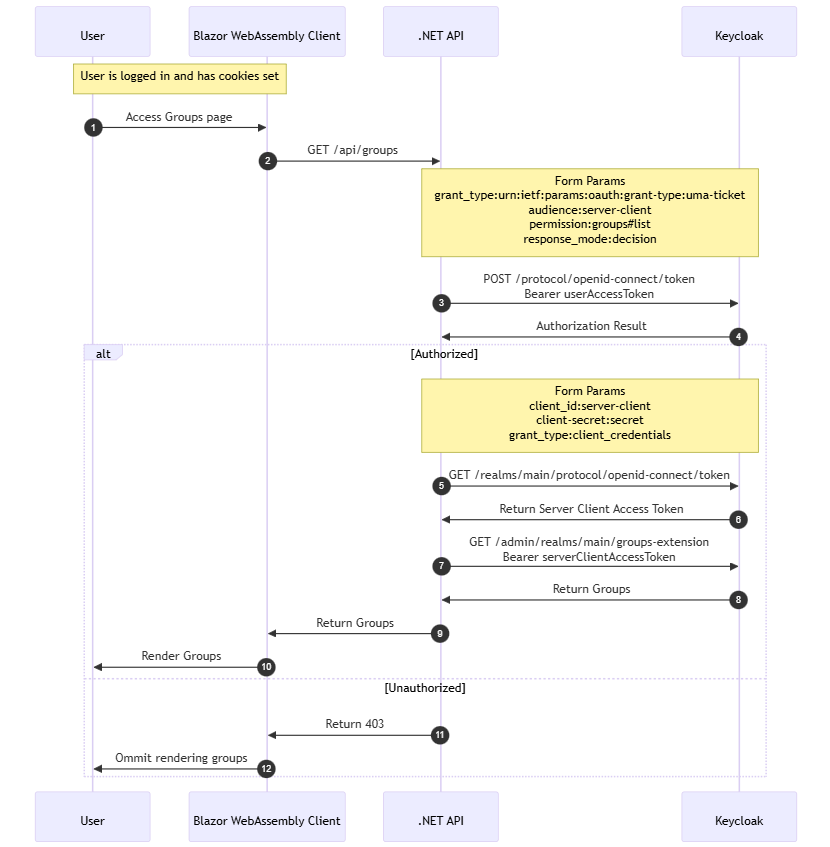 User
Blazor WebAssembly Client
.NET API
Keycloak
User is logged in and has cookies set
Access Groups page
1
GET /api/groups
2
Form Params
grant_type:urn:ietf:params:oauth:grant-type:uma-ticket
audience:server-client
permission:groups#list
response_mode:decision
POST /protocol/openid-connect/token
Bearer userAccessToken
3
Authorization Result
4
alt
[Authorized]
Form Params
client_id:server-client
client-secret:secret
grant_type:client_credentials
GET /realms/main/protocol/openid-connect/token
5
Return Server Client Access Token
6
GET /admin/realms/main/groups-extension
Bearer serverClientAccessToken
7
Return Groups
8
Return Groups
9
Render Groups
10
[Unauthorized]
Return 403
11
Ommit rendering groups
12
User
Blazor WebAssembly Client
.NET API
Keycloak